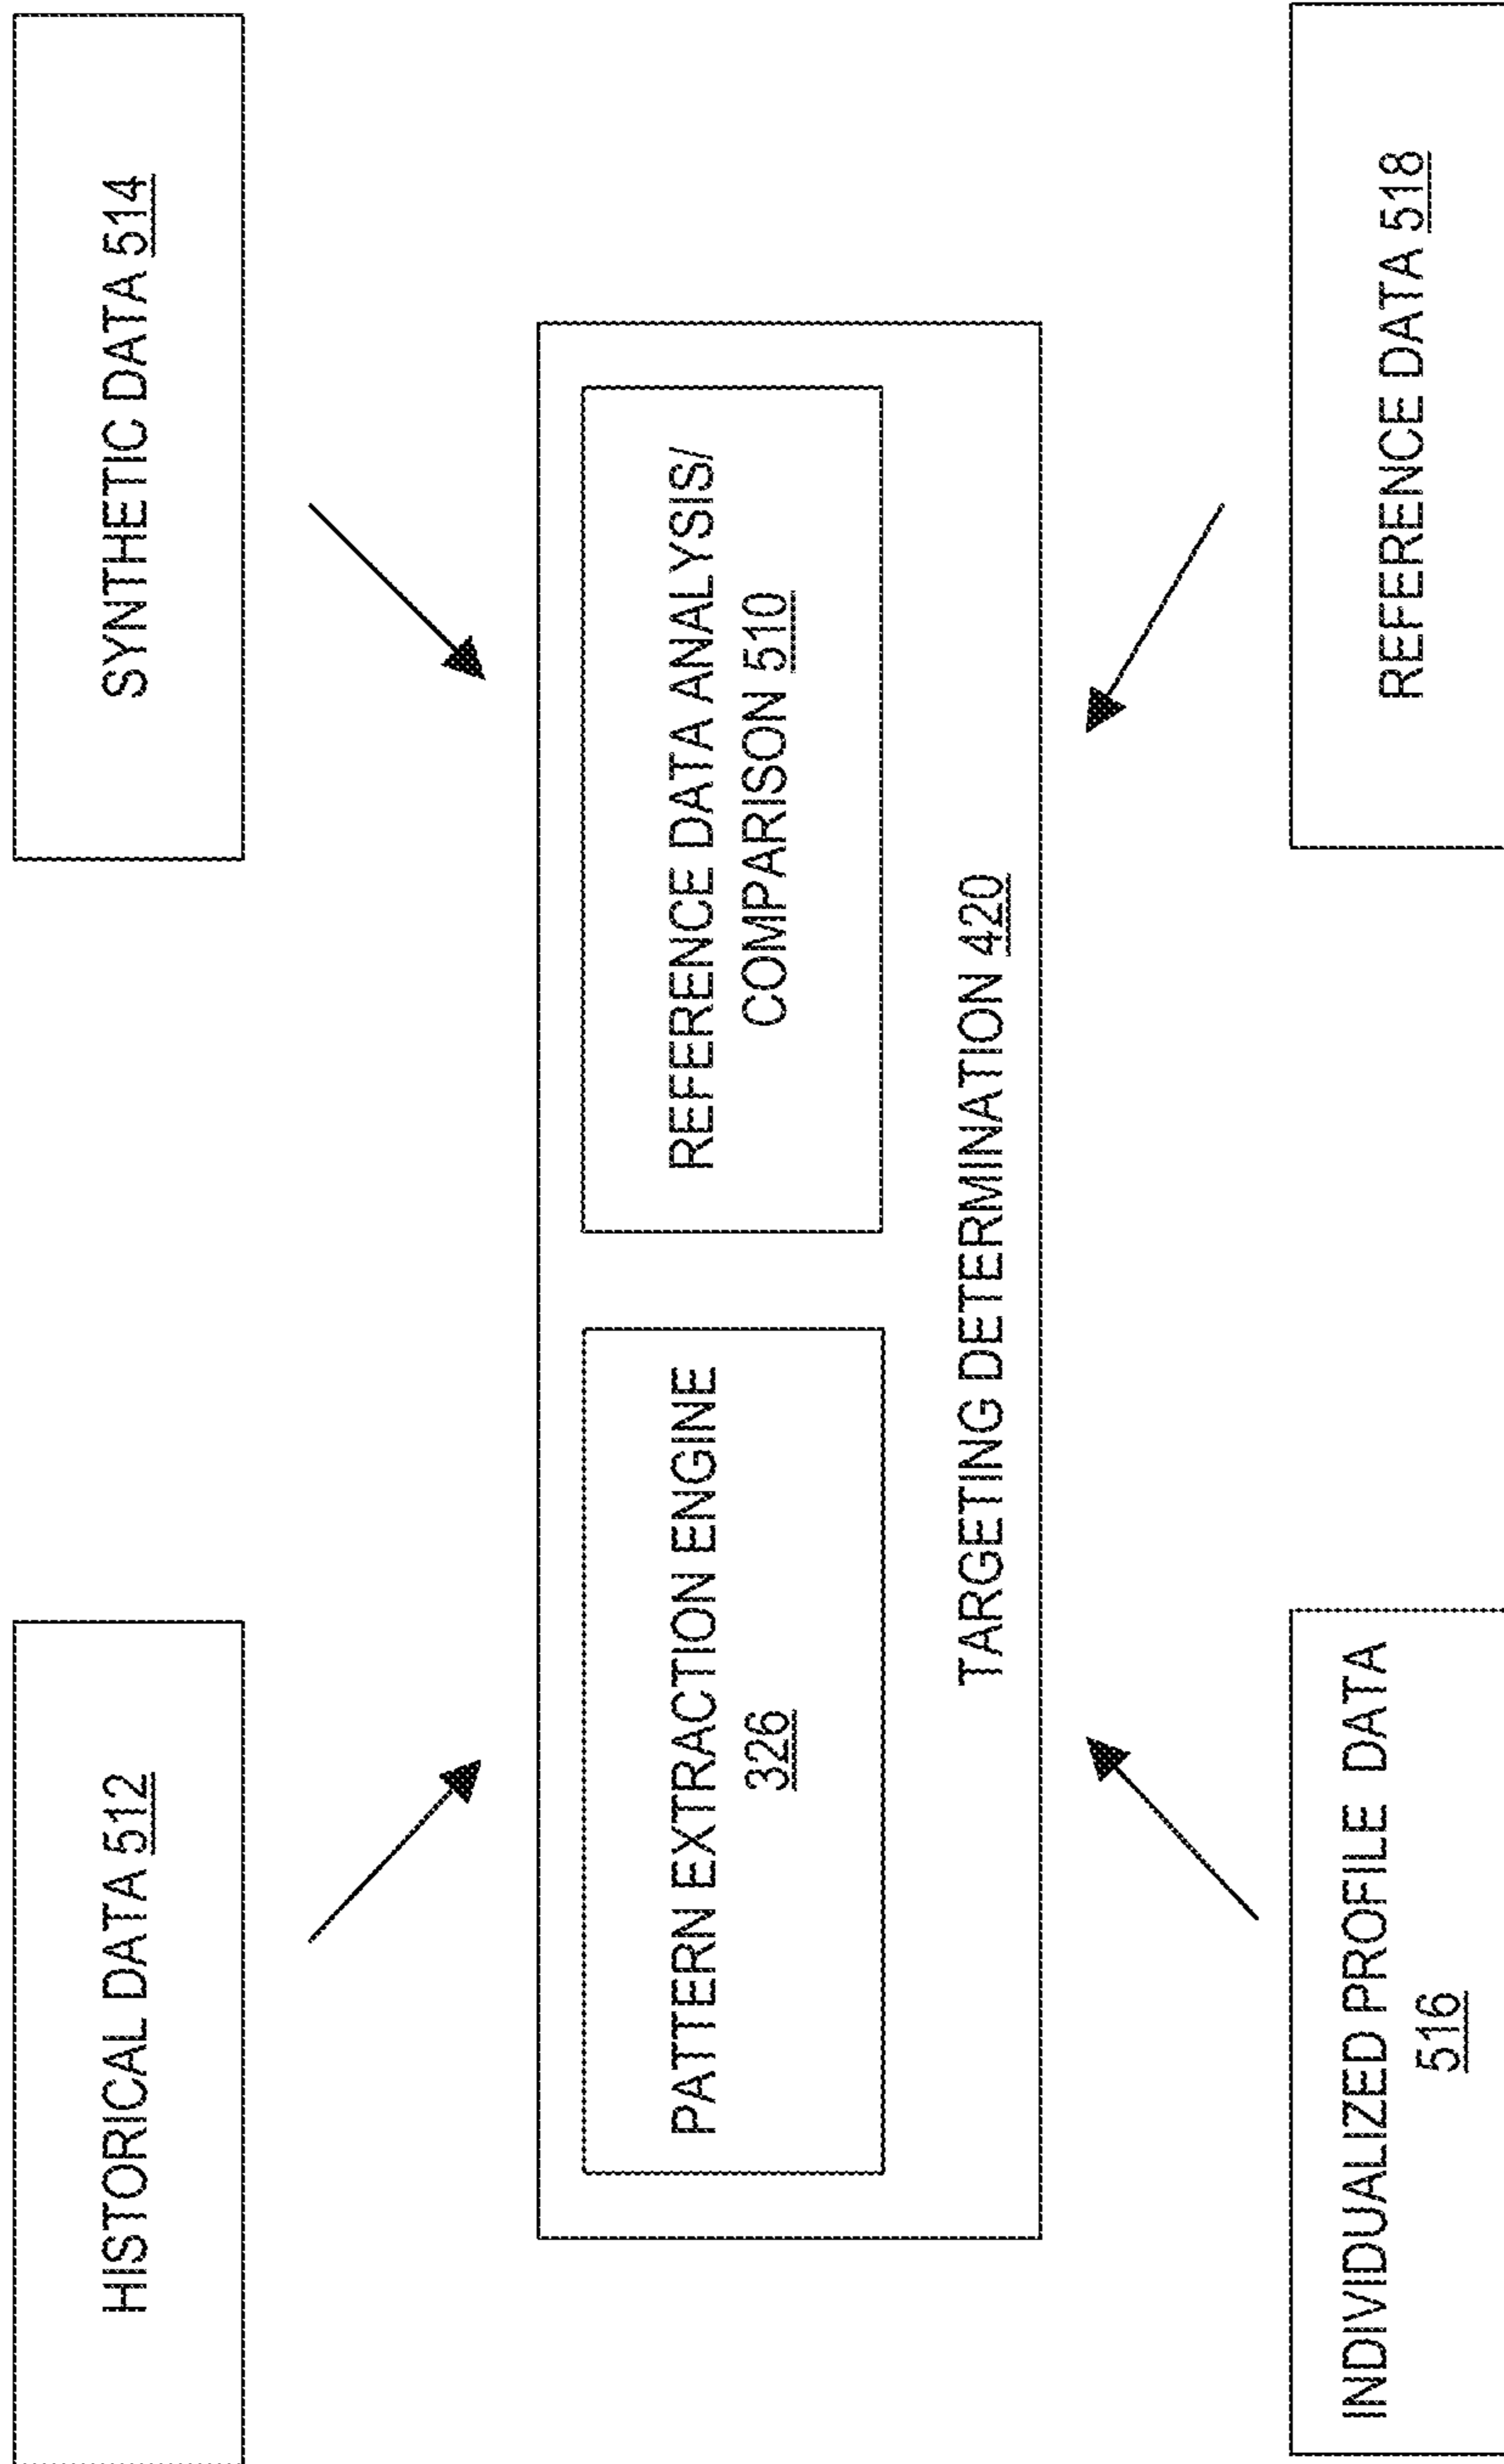 HISTORICAL DATA 512
SYNTHETIC DATA 514
PATTERN EXTRACTION ENGINE
326
REFERENCE DATA ANALYSIS/
COMPARISON 510
TARGETING DETERMINATION 420
INDIVIDUALIZED PROFILE DATA
516
REFERENCE DATA 518